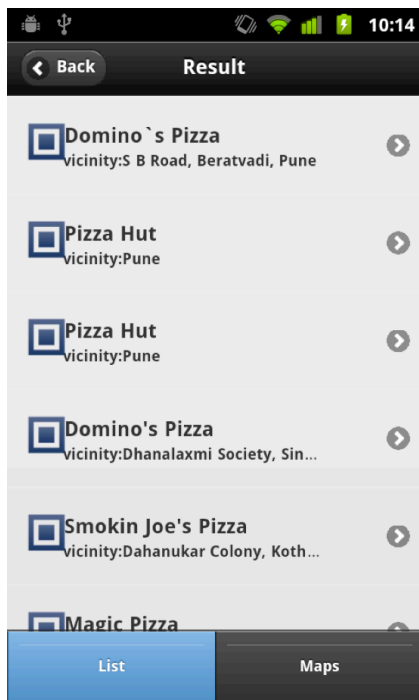 10:14
Back
Result
Domino`s Pizza
vicinity:S B Road, Beratvadi, Pune
Pizza Hut
vicinity:Pune
Pizza Hut
vicinity:Pune
Domino's Pizza
vicinity:Dhanalaxmi Society, Sin...
Smokin Joe's Pizza
vicinity:Dahanukar Colony, Koth...
Magic Pizza
List
Maps